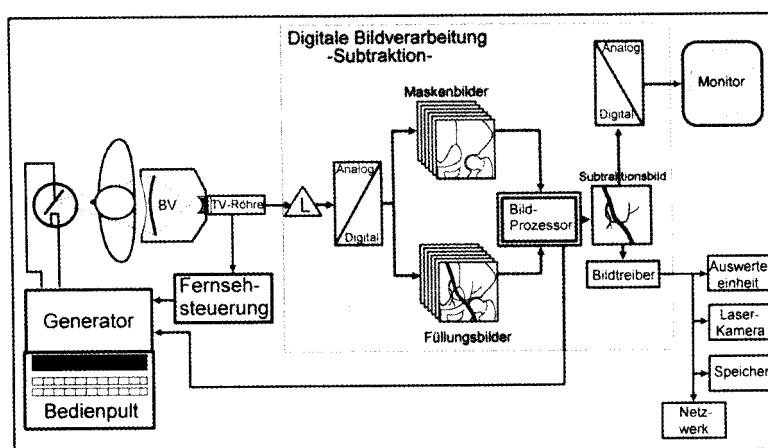 Digitale Bildverarbeitung
-Subtraktion-
Maskenbilder
Analog
Digital
Monitor
BV
TV-Röhre
L
Analog
Digital
Bild-
Prozessor
Subtraktionsbild
Fernseh-
steuerung
Füllungsbilder
Bildtreiber
Auswerte
einheit
Laser-
Kamera
Speicher
Netz-
werk
Generator
Bedienpult